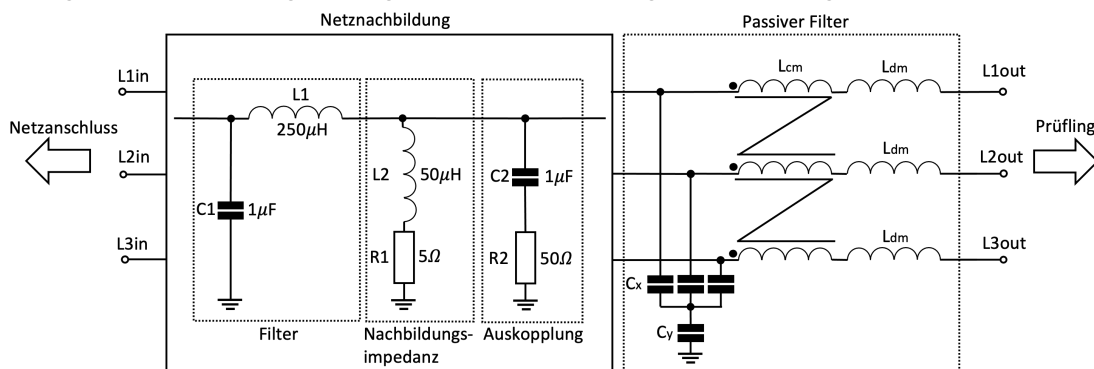 Netznachbildung
Passiver Filter
L1in
L1
250μH
Lcm
Ldm
L1out
Netzanschluss
Prüfling
L2in
L2
50μH
C2
1μF
Ldm
L2out
C1
1μF
L3in
R1
5Ω
R2
50Ω
Ldm
L3out
Cx
Cy
Filter
Nachbildungs-
impedanz
Auskopplung